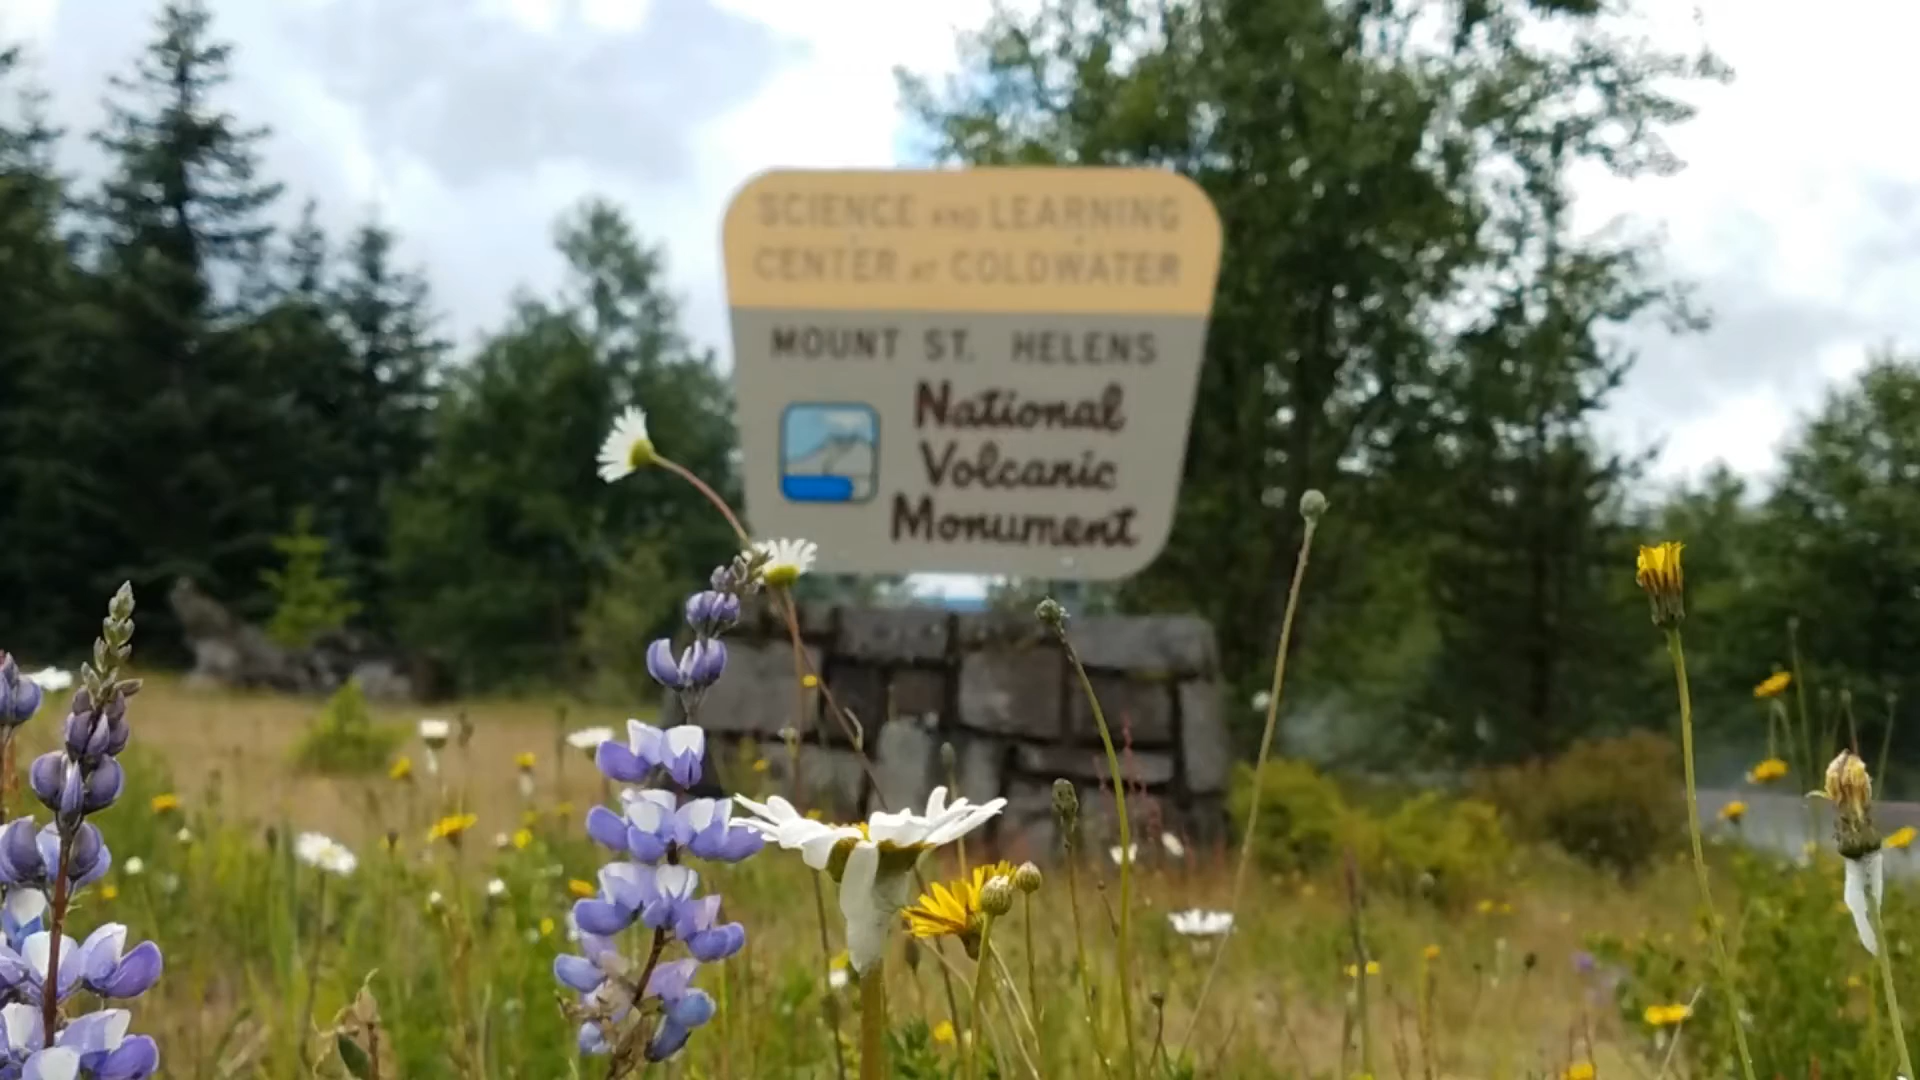 SCIENCE AND LEARNING
CENTER AT COLDWATER
MOUNT ST. HELENS
National
Volcanic
Monument